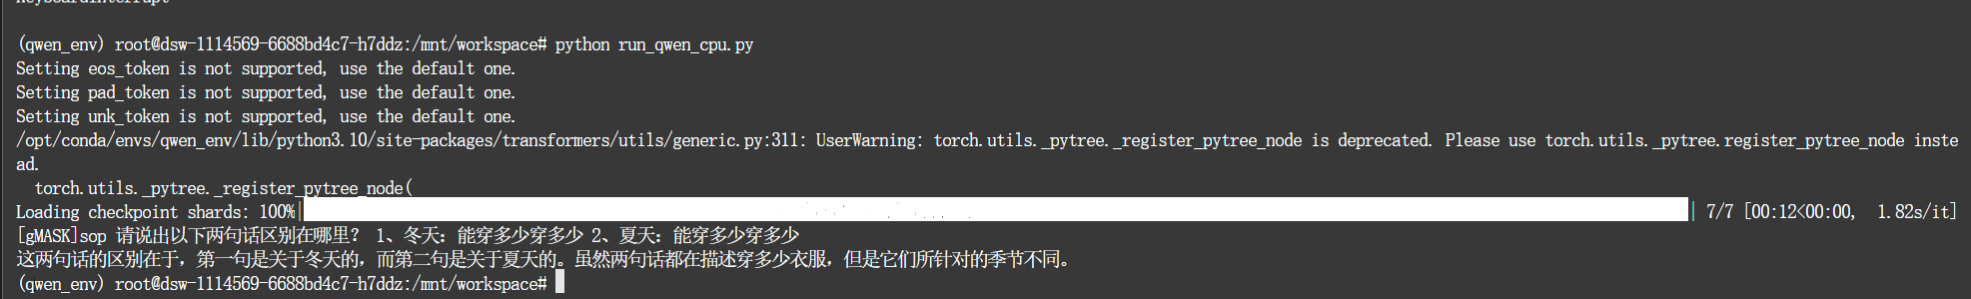 KeyboardInterrupt
(qwen_env) root@dsw-1114569-6688bd4c7-h7ddz:/mnt/workspace# python run_qwen_cpu.py
Setting eos_token is not supported, use the default one.
Setting pad_token is not supported, use the default one.
Setting unk_token is not supported, use the default one.
/opt/conda/envs/qwen_env/lib/python3.10/site-packages/transformers/utils/generic.py:311: UserWarning: torch.utils._pytree._register_pytree_node is deprecated. Please use torch.utils._pytree.register_pytree_node inste
ad.
  torch.utils._pytree._register_pytree_node(
Loading checkpoint shards: 100%| | 7/7 [00:12<00:00,  1.82s/it]
[gMASK]sop 请说出以下两句话区别在哪里？ 1、冬天：能穿多少穿多少 2、夏天：能穿多少穿多少
这两句话的区别在于，第一句是关于冬天的，而第二句是关于夏天的。虽然两句话都在描述穿多少衣服，但是它们所针对的季节不同。
(qwen_env) root@dsw-1114569-6688bd4c7-h7ddz:/mnt/workspace#